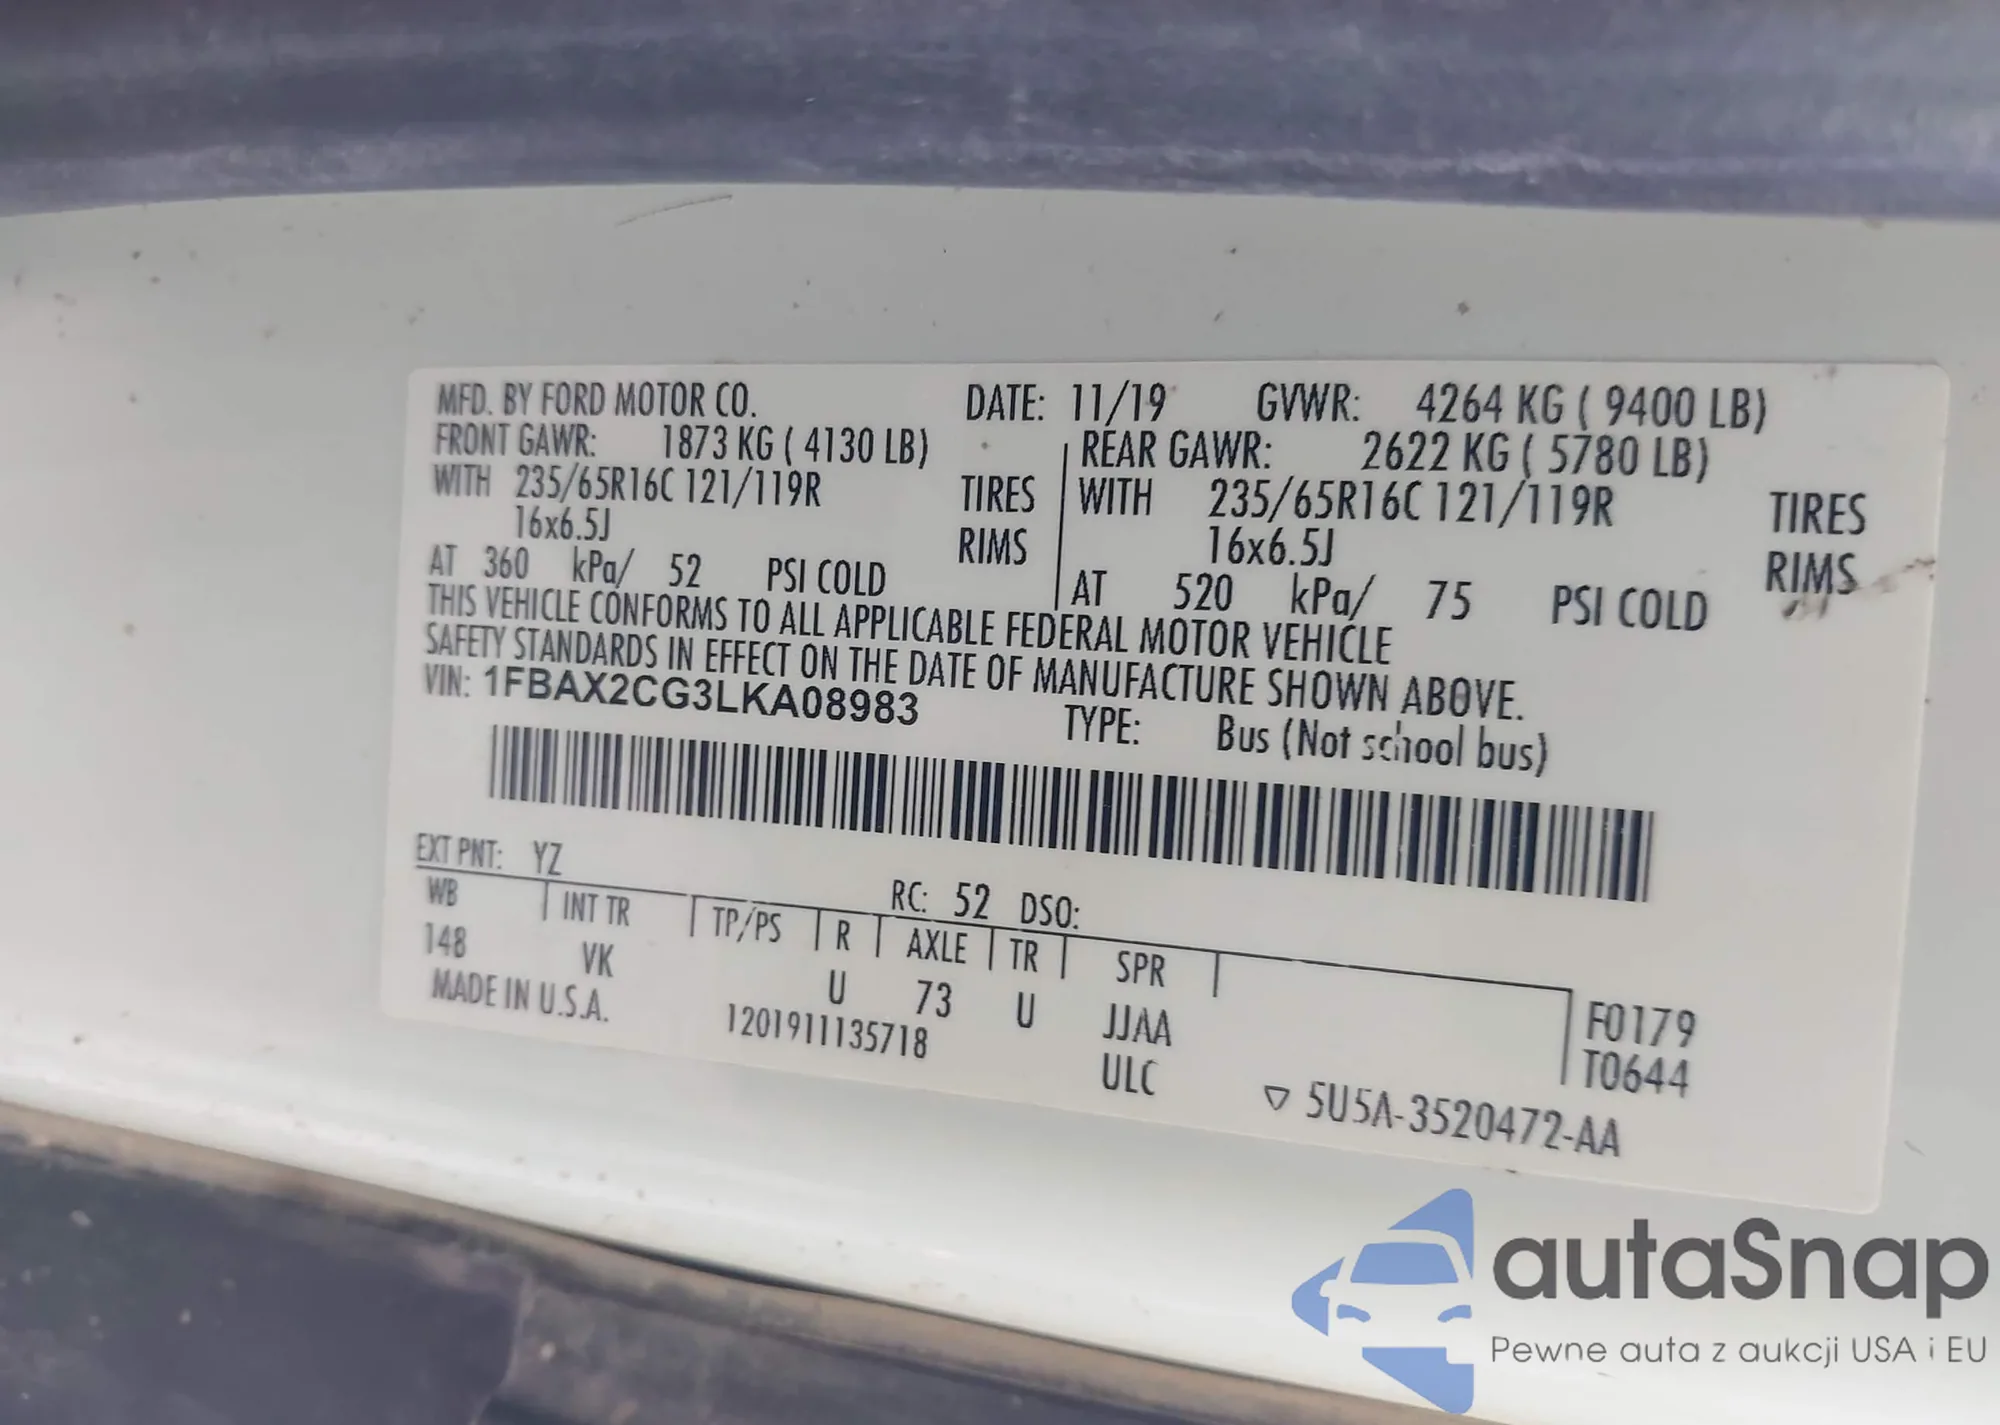 MFD. BY FORD MOTOR CO. DATE: 11/19 GVWR: 4264 KG ( 9400 LB)
FRONT GAWR: 1873 KG ( 4130 LB) REAR GAWR: 2622 KG ( 5780 LB)
WITH 235/65R16C 121/119R TIRES WITH 235/65R16C 121/119R TIRES
16x6.5J RIMS 16x6.5J RIMS
AT 360 kPa/ 52 PSI COLD AT 520 kPa/ 75 PSI COLD
THIS VEHICLE CONFORMS TO ALL APPLICABLE FEDERAL MOTOR VEHICLE
SAFETY STANDARDS IN EFFECT ON THE DATE OF MANUFACTURE SHOWN ABOVE.
VIN: 1FBAX2CG3LKA08983 TYPE: Bus (Not school bus)
EXT PNT: YZ RC: 52 DSO:
WB INT TR TP/PS R AXLE TR SPR
148 VK U 73 U JJAA F0179
MADE IN U.S.A. 1201911135718 ULC T0644
▽ 5U5A-3520472-AA
autaSnap
Pewne auta z aukcji USA i EU